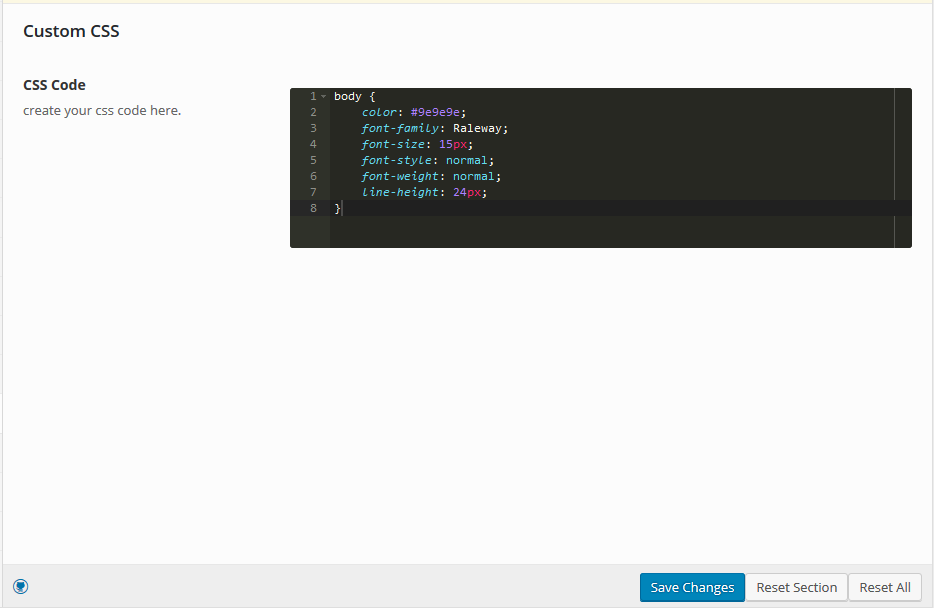 Custom CSS
CSS Code
create your css code here.
1 body {
2 color: #9e9e9e;
3 font-family: Raleway;
4 font-size: 15px;
5 font-style: normal;
6 font-weight: normal;
7 line-height: 24px;
8 }
Save Changes Reset Section Reset All